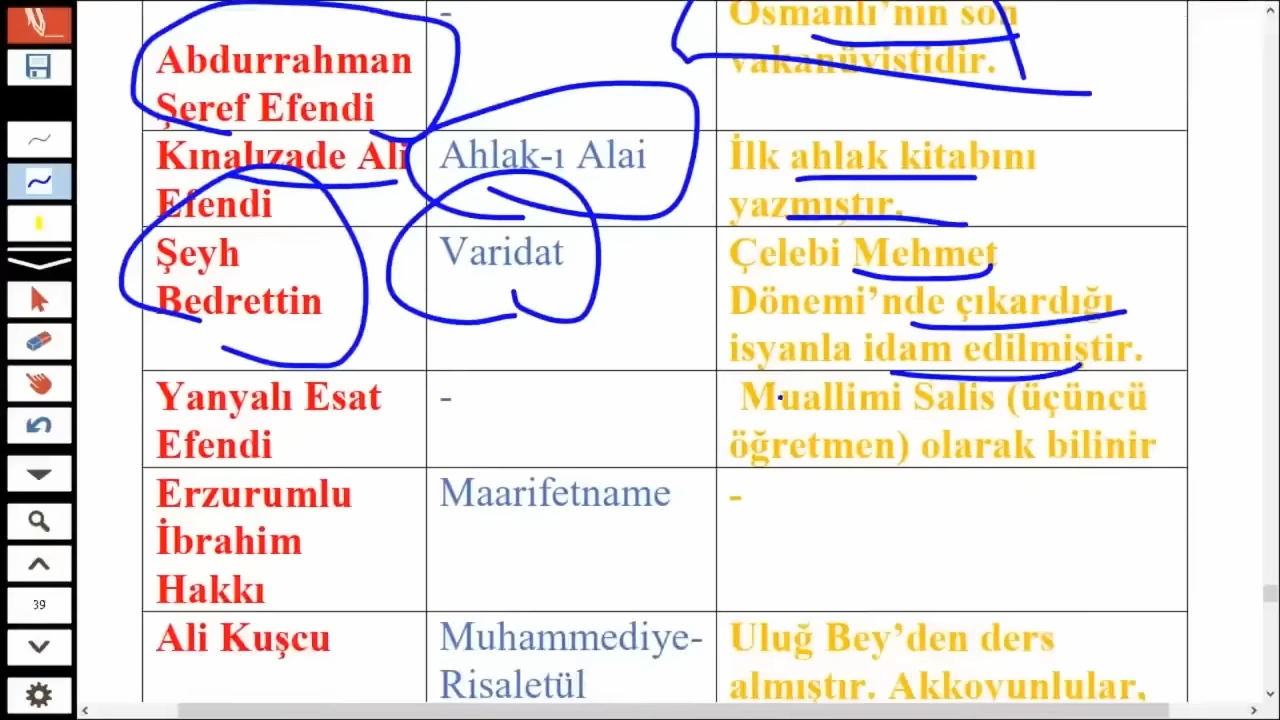 -
Osmanlı’nın son
Abdurrahman
vakanüvistidir.
Şeref Efendi
Kınalızade Ali
Ahlak-ı Alai
İlk ahlak kitabını
Efendi
yazmıştır.
Şeyh
Varidat
Çelebi Mehmet
Bedrettin
Dönemi’nde çıkardığı
isyanla idam edilmiştir.
Yanyalı Esat
-
Muallimi Salis (üçüncü
Efendi
öğretmen) olarak bilinir
Erzurumlu
Maarifetname
-
İbrahim
Hakkı
Ali Kuşcu
Muhammediye-
Uluğ Bey’den ders
Risaletül
almıştır. Akkoyunlular,
39